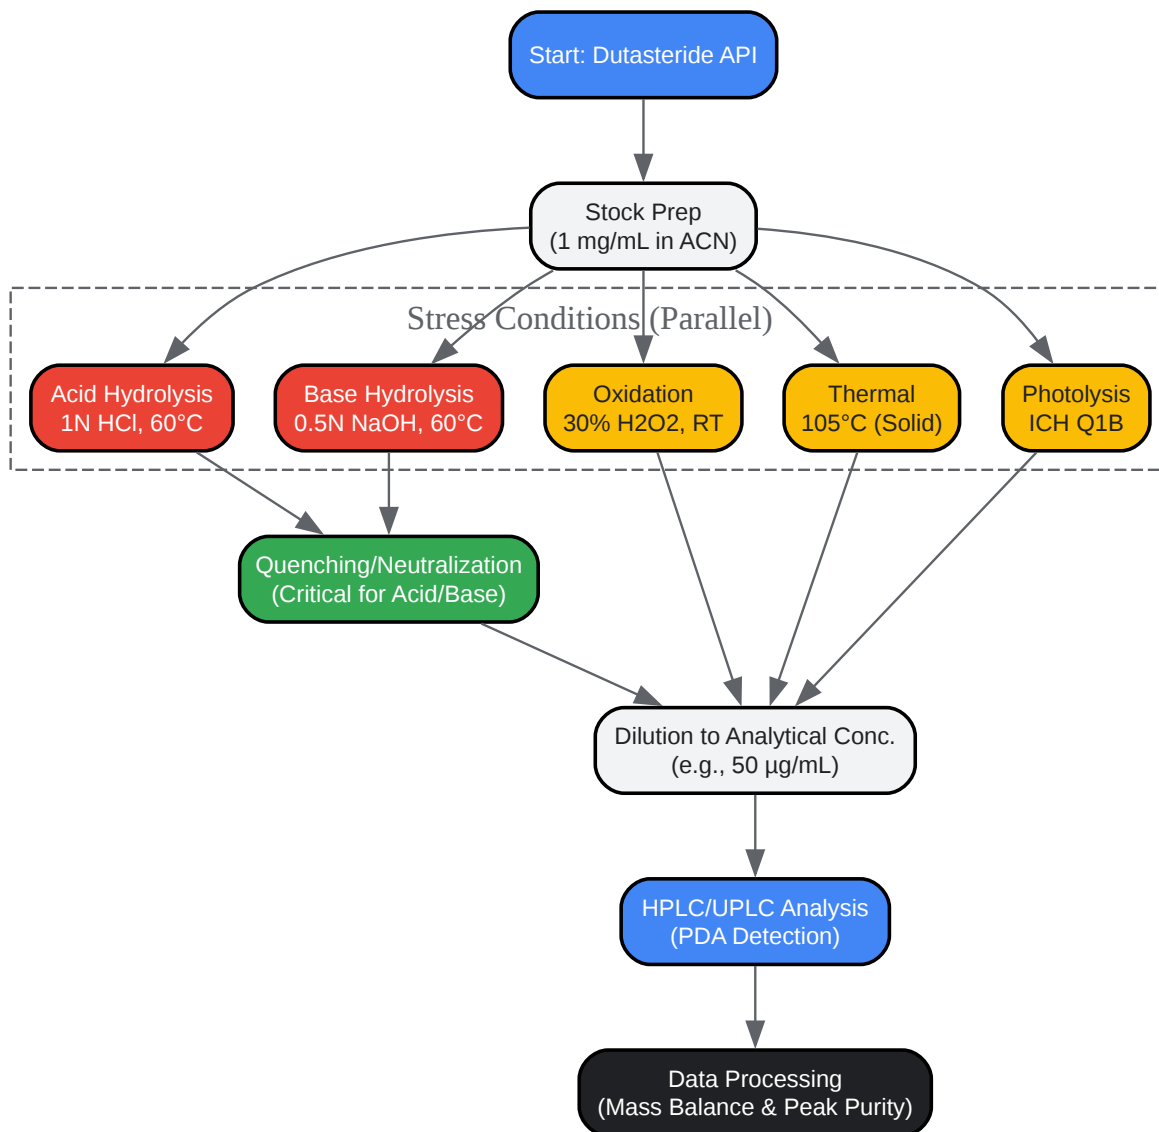 Start: Dutasteride API
Stock Prep
(1 mg/mL in ACN)
Stress Conditions (Parallel)
Acid Hydrolysis
1N HCl, 60°C
Base Hydrolysis
0.5N NaOH, 60°C
Oxidation
30% H2O2, RT
Thermal
105°C (Solid)
Photolysis
ICH Q1B
Quenching/Neutralization
(Critical for Acid/Base)
Dilution to Analytical Conc.
(e.g., 50 µg/mL)
HPLC/UPLC Analysis
(PDA Detection)
Data Processing
(Mass Balance & Peak Purity)